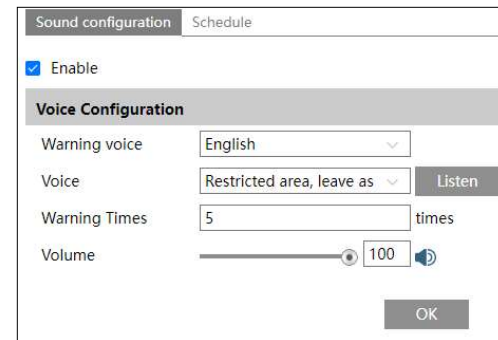 Sound configuration Schedule
Enable
Voice Configuration
Warning voice English
Voice Restricted area, leave as Listen
Warning Times 5 times
Volume 100
OK